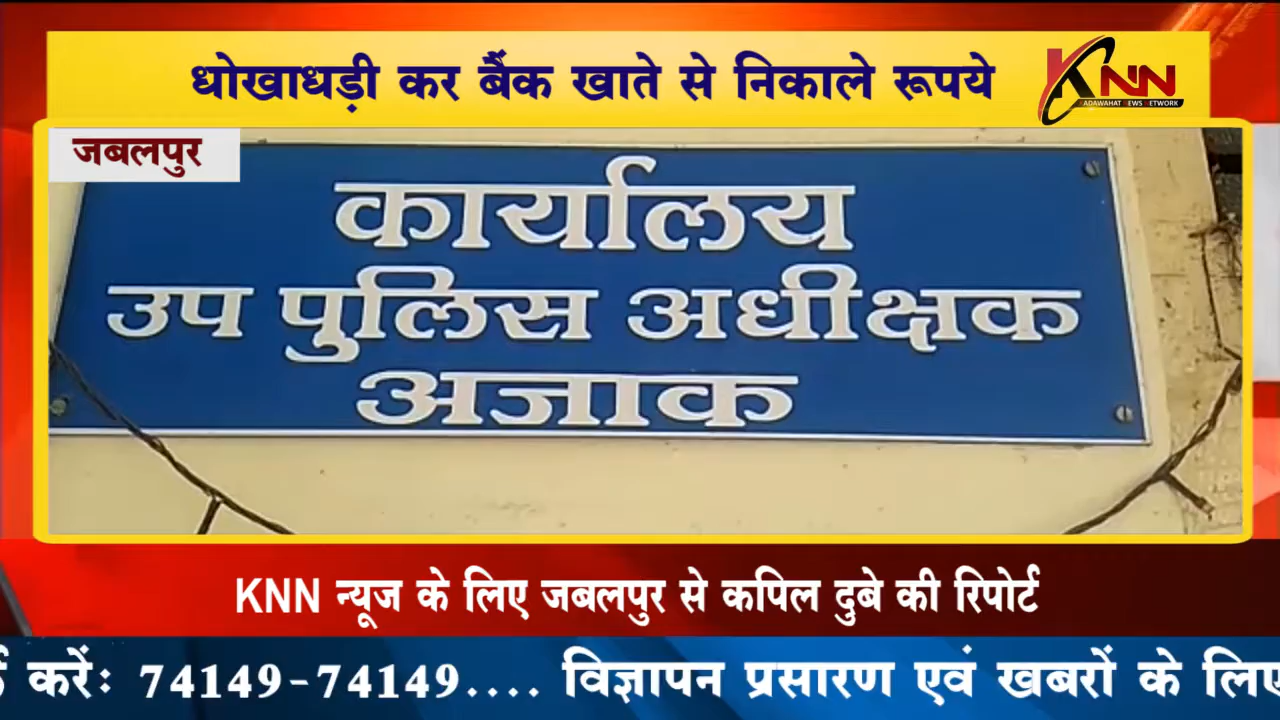 धोखाधड़ी कर बैंक खाते से निकाले रूपये
KNN
KADAWAHAT NEWS NETWORK
जबलपुर
कार्यालय
उप पुलिस अधीक्षक
अजाक
KNN न्यूज के लिए जबलपुर से कपिल दुबे की रिपोर्ट
करेंः 74149-74149.... विज्ञापन प्रसारण एवं खबरों के लिए